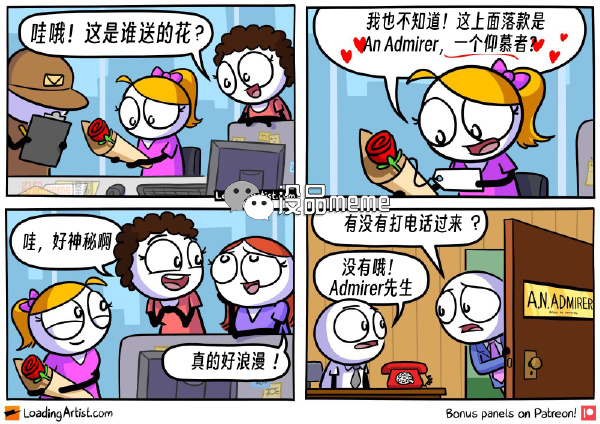 哇哦！这是谁送的花？
我也不知道！这上面落款是
An Admirer，一个仰慕者？
没品meme
哇，好神秘啊
真的好浪漫！
有没有打电话过来？
没有哦！
Admirer先生
A.N. ADMIRER
LoadingArtist.com
Bonus panels on Patreon!